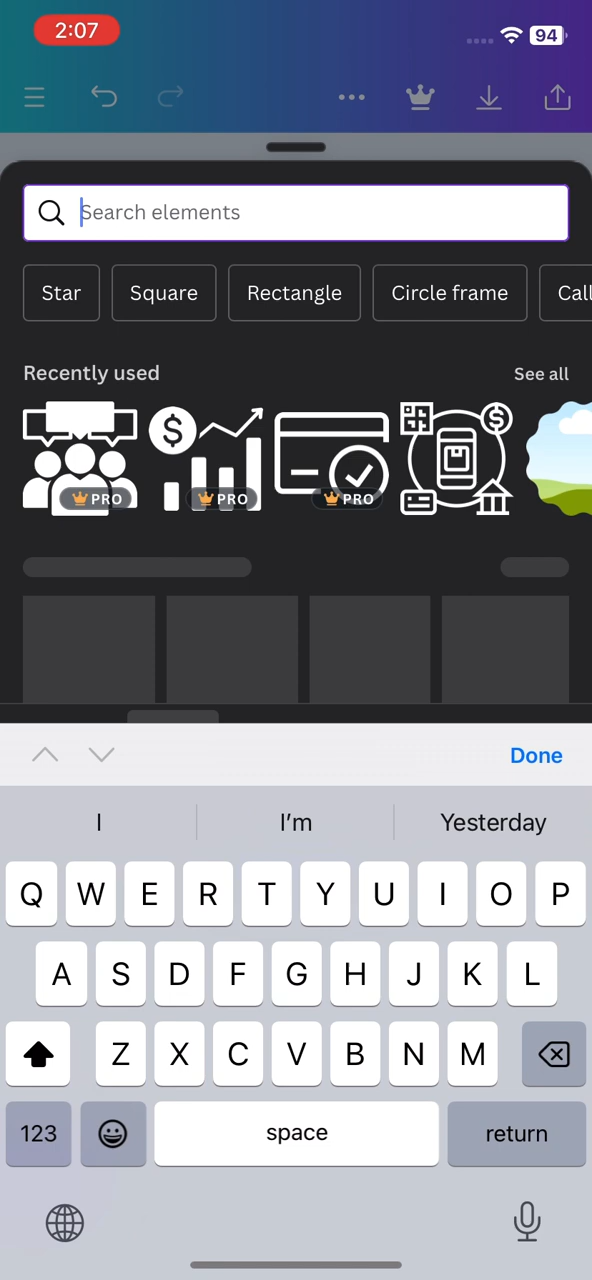 2:07
94
Search elements
Star
Square
Rectangle
Circle frame
Call
Recently used
See all
PRO
PRO
PRO
Done
I
I'm
Yesterday
Q W E R T Y U I O P
A S D F G H J K L
Z X C V B N M
123
space
return